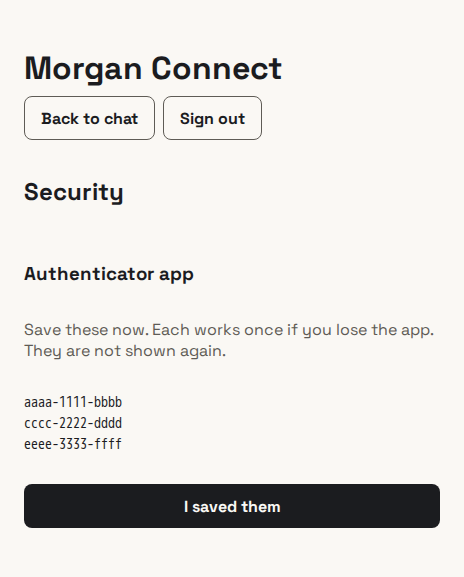 Morgan Connect
Back to chat Sign out
Security
Authenticator app
Save these now. Each works once if you lose the app.
They are not shown again.
aaaa-1111-bbbb
cccc-2222-dddd
eeee-3333-ffff
I saved them